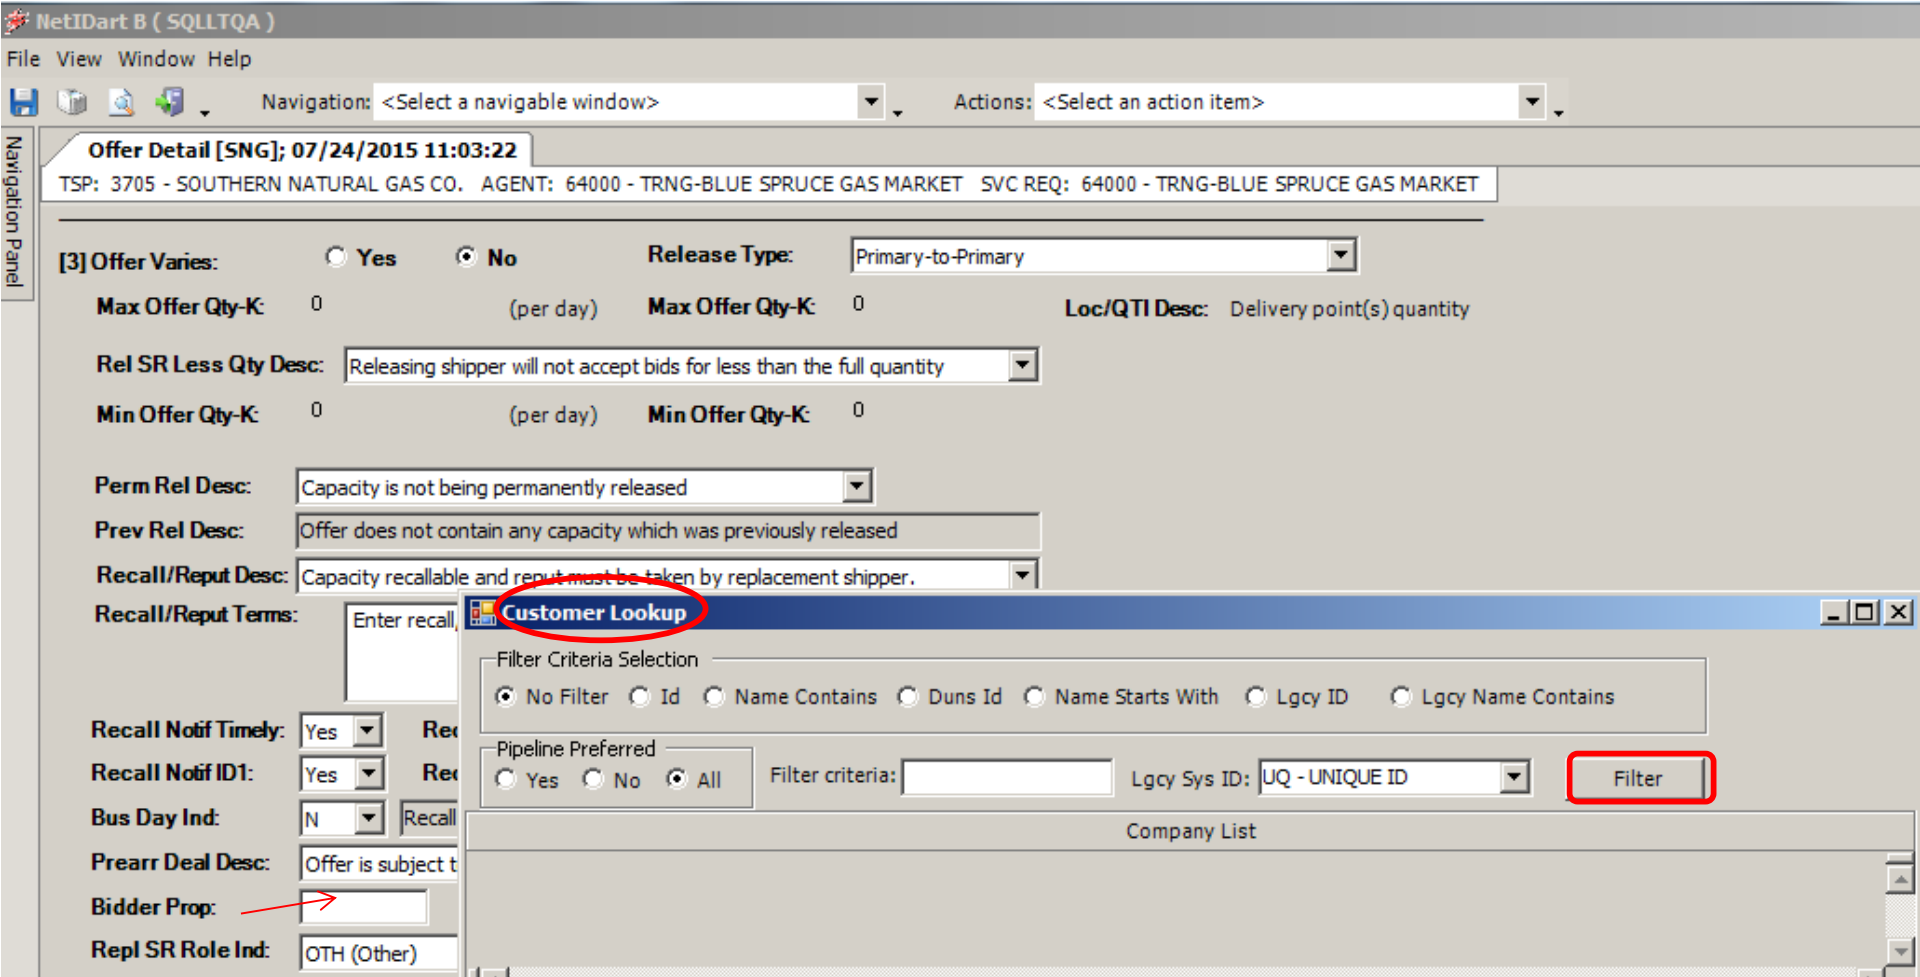 NetIDart B ( SQLLTQA )
File View Window Help
Navigation: <Select a navigable window> Actions: <Select an action item>
Navigation Panel
Offer Detail [SNG]; 07/24/2015 11:03:22
TSP: 3705 - SOUTHERN NATURAL GAS CO. AGENT: 64000 - TRNG-BLUE SPRUCE GAS MARKET SVC REQ: 64000 - TRNG-BLUE SPRUCE GAS MARKET
[3] Offer Varies: Yes No Release Type: Primary-to-Primary
Max Offer Qty-K: 0 (per day) Max Offer Qty-K: 0 Loc/QTI Desc: Delivery point(s) quantity
Rel SR Less Qty Desc: Releasing shipper will not accept bids for less than the full quantity
Min Offer Qty-K: 0 (per day) Min Offer Qty-K: 0
Perm Rel Desc: Capacity is not being permanently released
Prev Rel Desc: Offer does not contain any capacity which was previously released
Recall/Reput Desc: Capacity recallable and reput must be taken by replacement shipper.
Recall/Reput Terms: Enter recall,
Customer Lookup
Filter Criteria Selection
No Filter Id Name Contains Duns Id Name Starts With Lgcy ID Lgcy Name Contains
Recall Notif Timely: Yes Rec
Pipeline Preferred
Recall Notif ID1: Yes Rec
Yes No All Filter criteria: Lgcy Sys ID: UQ - UNIQUE ID Filter
Bus Day Ind: N Recall
Company List
Prearr Deal Desc: Offer is subject t
Bidder Prop:
Repl SR Role Ind: OTH (Other)